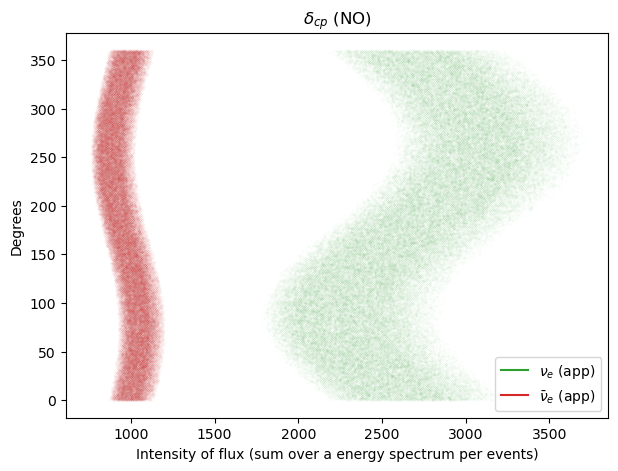 δcp (NO)
350
300
250
200
150
100
50
0
Degrees
1000 1500 2000 2500 3000 3500
Intensity of flux (sum over a energy spectrum per events)
νe (app)
ν̄e (app)